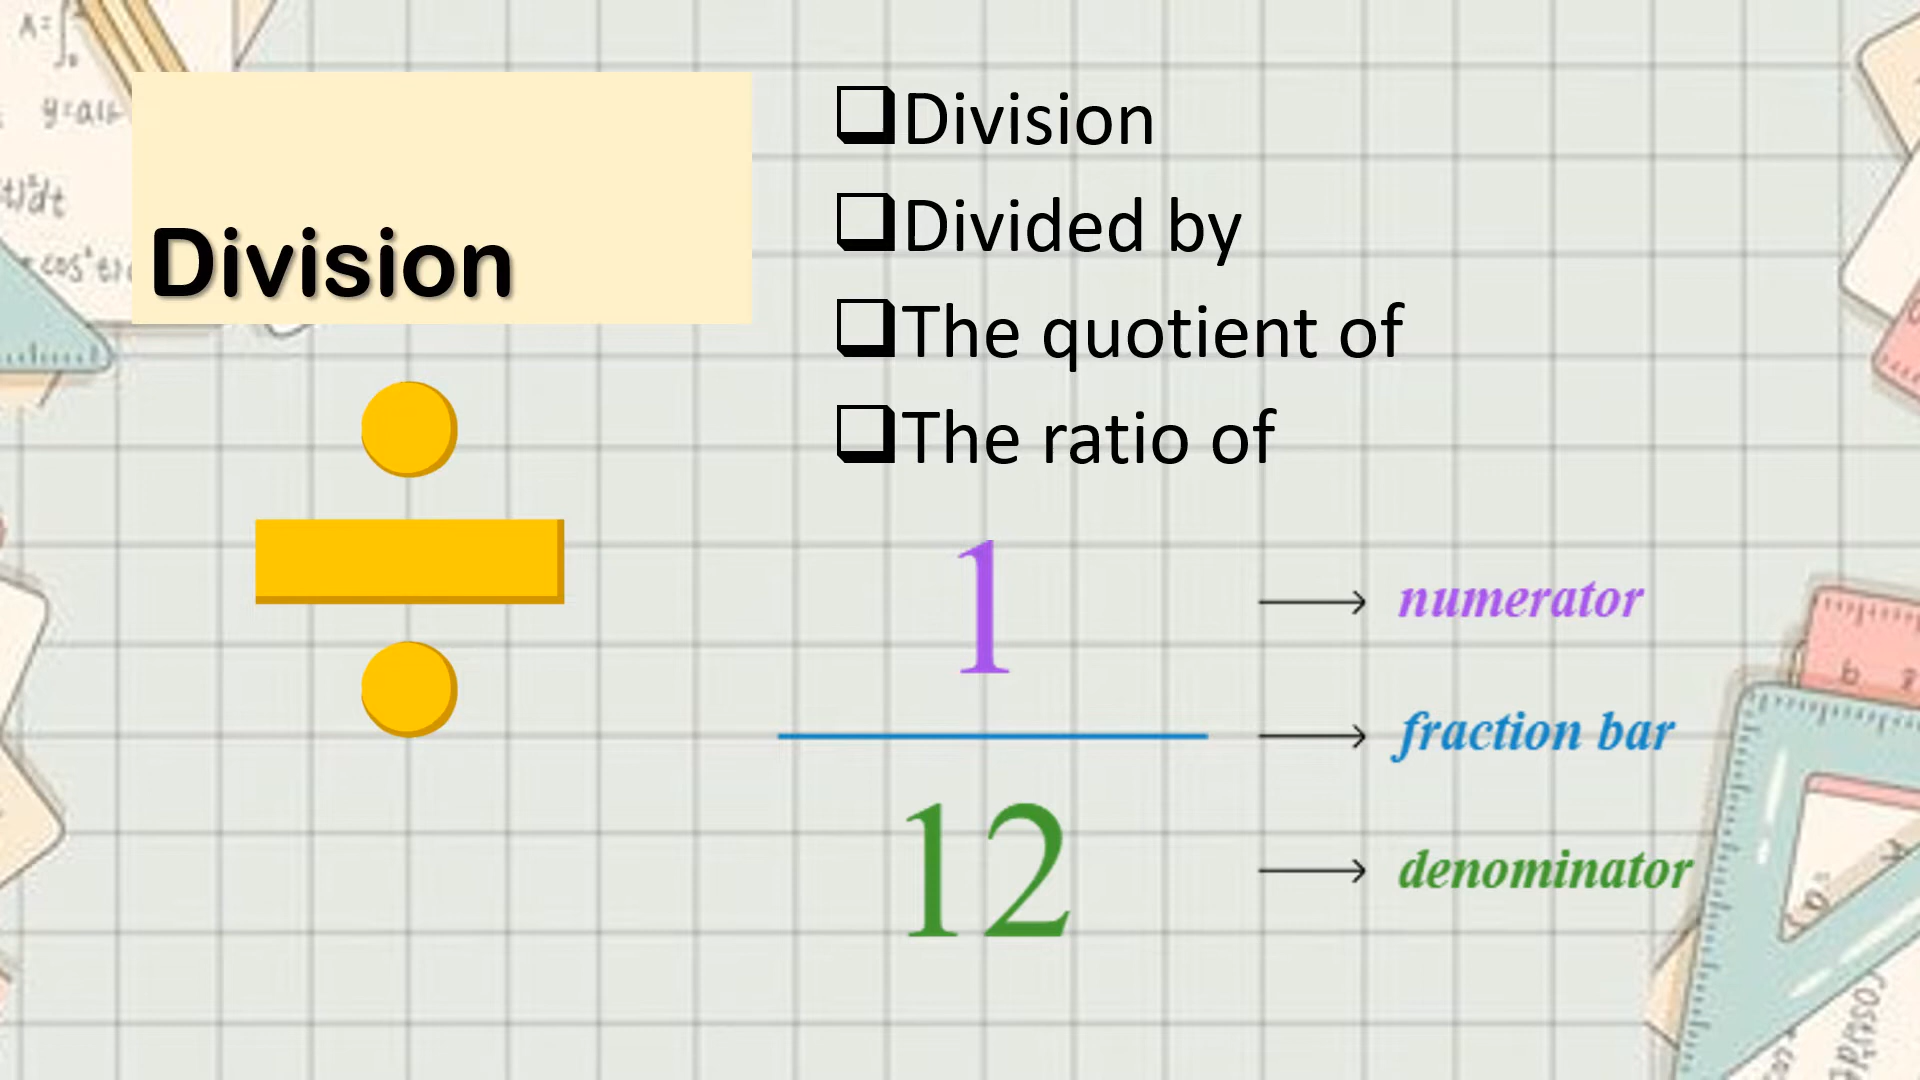 Division
Division
Divided by
The quotient of
The ratio of
1
numerator
fraction bar
12
denominator